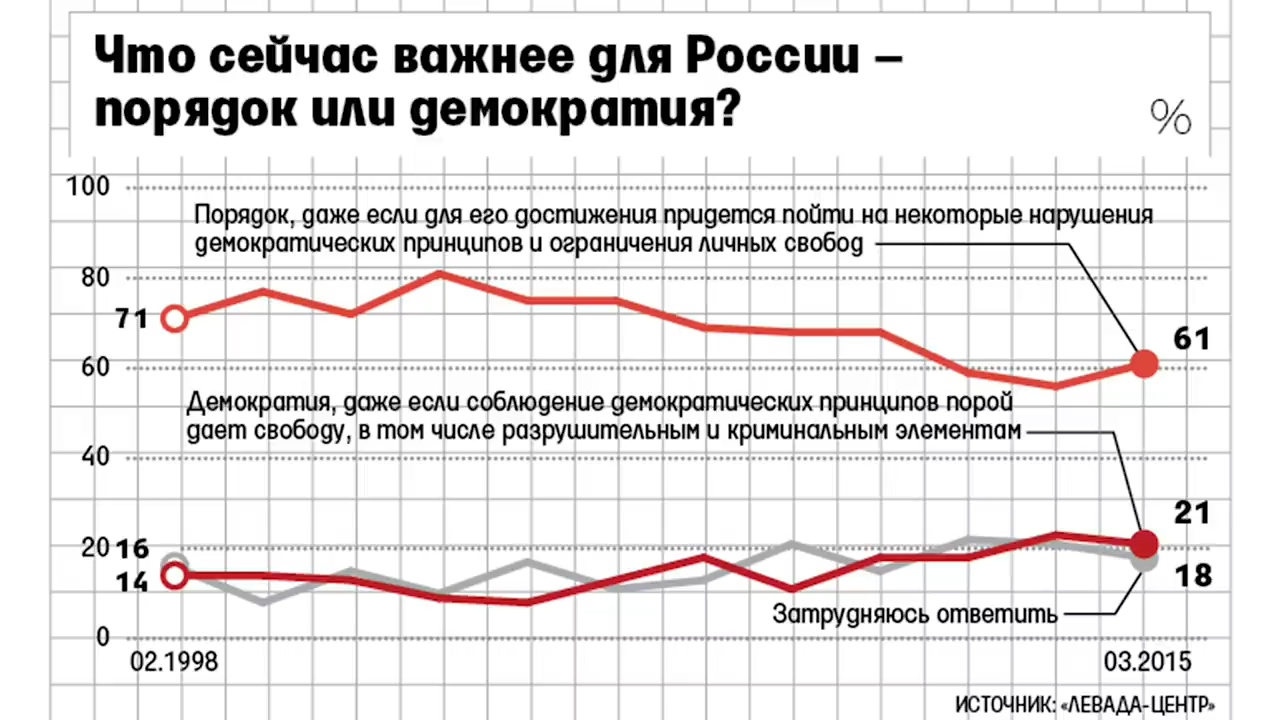 Что сейчас важнее для России –
порядок или демократия?
%
100
Порядок, даже если для его достижения придется пойти на некоторые нарушения
демократических принципов и ограничения личных свобод
80
71
61
60
Демократия, даже если соблюдение демократических принципов порой
дает свободу, в том числе разрушительным и криминальным элементам
40
21
20
16
14
18
Затрудняюсь ответить
0
02.1998
03.2015
ИСТОЧНИК: «ЛЕВАДА-ЦЕНТР»